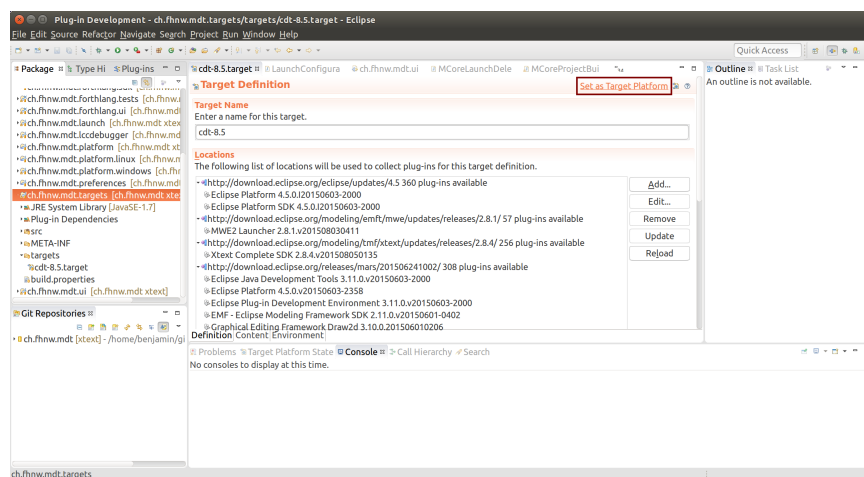 Plug-in Development - ch.fhnw.mdt.targets/targets/cdt-8.5.target - Eclipse
File Edit Source Refactor Navigate Search Project Run Window Help
Quick Access
Package Type Hi Plug-ins
ch.fhnw.mdt.forthlang.tests [ch.fhnw.
ch.fhnw.mdt.forthlang.ui [ch.fhnw.md
ch.fhnw.mdt.launch [ch.fhnw.mdt xtex
ch.fhnw.mdt.lccdebugger [ch.fhnw.md
ch.fhnw.mdt.platform [ch.fhnw.mdt xt
ch.fhnw.mdt.platform.linux [ch.fhnw.n
ch.fhnw.mdt.platform.windows [ch.fhn
ch.fhnw.mdt.preferences [ch.fhnw.mdt
ch.fhnw.mdt.targets [ch.fhnw.mdt xte
JRE System Library [JavaSE-1.7]
Plug-in Dependencies
src
META-INF
targets
cdt-8.5.target
build.properties
ch.fhnw.mdt.ui [ch.fhnw.mdt xtext]
Git Repositories
ch.fhnw.mdt [xtext] - /home/benjamin/gi
cdt-8.5.target LaunchConfigura ch.fhnw.mdt.ui MCoreLaunchDele MCoreProjectBui
Target Definition
Set as Target Platform
Target Name
Enter a name for this target.
cdt-8.5
Locations
The following list of locations will be used to collect plug-ins for this target definition.
http://download.eclipse.org/eclipse/updates/4.5 360 plug-ins available
Eclipse Platform 4.5.0.I20150603-2000
Eclipse Platform SDK 4.5.0.I20150603-2000
http://download.eclipse.org/modeling/emft/mwe/updates/releases/2.8.1/ 57 plug-ins available
MWE2 Launcher 2.8.1.v201508030411
http://download.eclipse.org/modeling/tmf/xtext/updates/releases/2.8.4/ 256 plug-ins available
Xtext Complete SDK 2.8.4.v201508050135
http://download.eclipse.org/releases/mars/201506241002/ 308 plug-ins available
Eclipse Java Development Tools 3.11.0.v20150603-2000
Eclipse Platform 4.5.0.v20150603-2358
Eclipse Plug-in Development Environment 3.11.0.v20150603-2000
EMF - Eclipse Modeling Framework SDK 2.11.0.v20150601-0402
Graphical Editing Framework Draw2d 3.10.0.201506010206
Add...
Edit...
Remove
Update
Reload
Definition Content Environment
Problems Target Platform State Console Call Hierarchy Search
No consoles to display at this time.
Outline Task List
An outline is not available.
ch.fhnw.mdt.targets